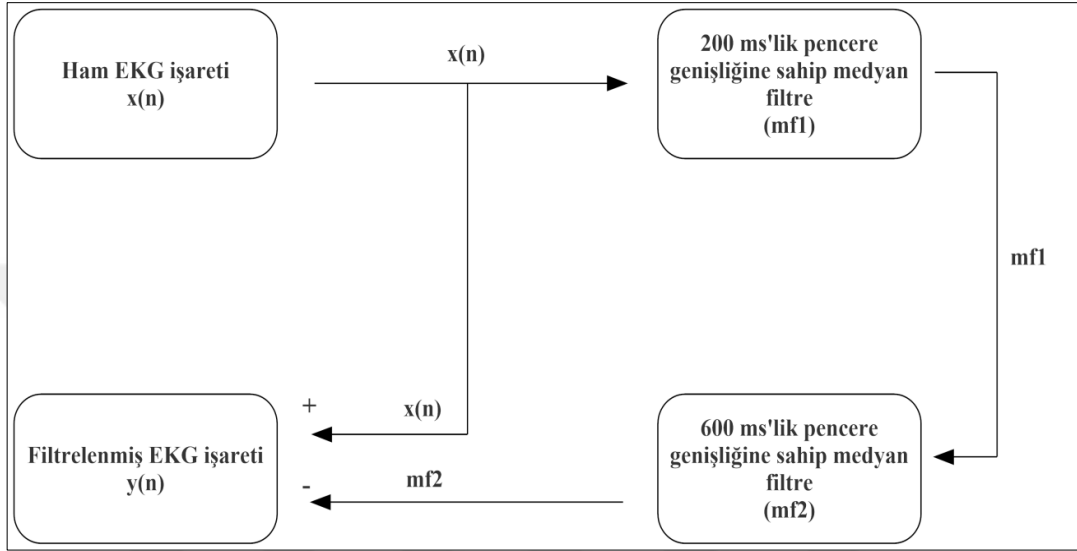 Ham EKG işareti
x(n)
x(n)
200 ms'lik pencere
genişliğine sahip medyan
filtre
(mf1)
mf1
+
x(n)
Filtrelenmiş EKG işareti
y(n)
-
mf2
600 ms'lik pencere
genişliğine sahip medyan
filtre
(mf2)